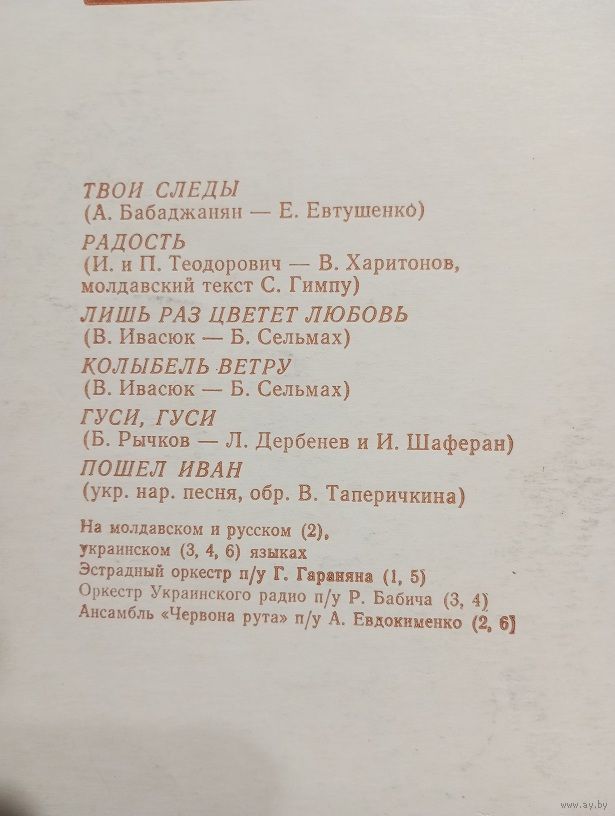 ТВОИ СЛЕДЫ
(А. Бабаджанян — Е. Евтушенко)
РАДОСТЬ
(И. и П. Теодорович — В. Харитонов,
молдавский текст С. Гимпу)
ЛИШЬ РАЗ ЦВЕТЕТ ЛЮБОВЬ
(В. Ивасюк — Б. Сельмах)
КОЛЫБЕЛЬ ВЕТРУ
(В. Ивасюк — Б. Сельмах)
ГУСИ, ГУСИ
(Б. Рычков — Л. Дербенев и И. Шаферан)
ПОШЕЛ ИВАН
(укр. нар. песня, обр. В. Таперичкина)
На молдавском и русском (2),
украинском (3, 4, 6) языках
Эстрадный оркестр п/у Г. Гараняна (1, 5)
Оркестр Украинского радио п/у Р. Бабича (3, 4)
Ансамбль «Червона рута» п/у А. Евдокименко (2, 6)
www.ay.by